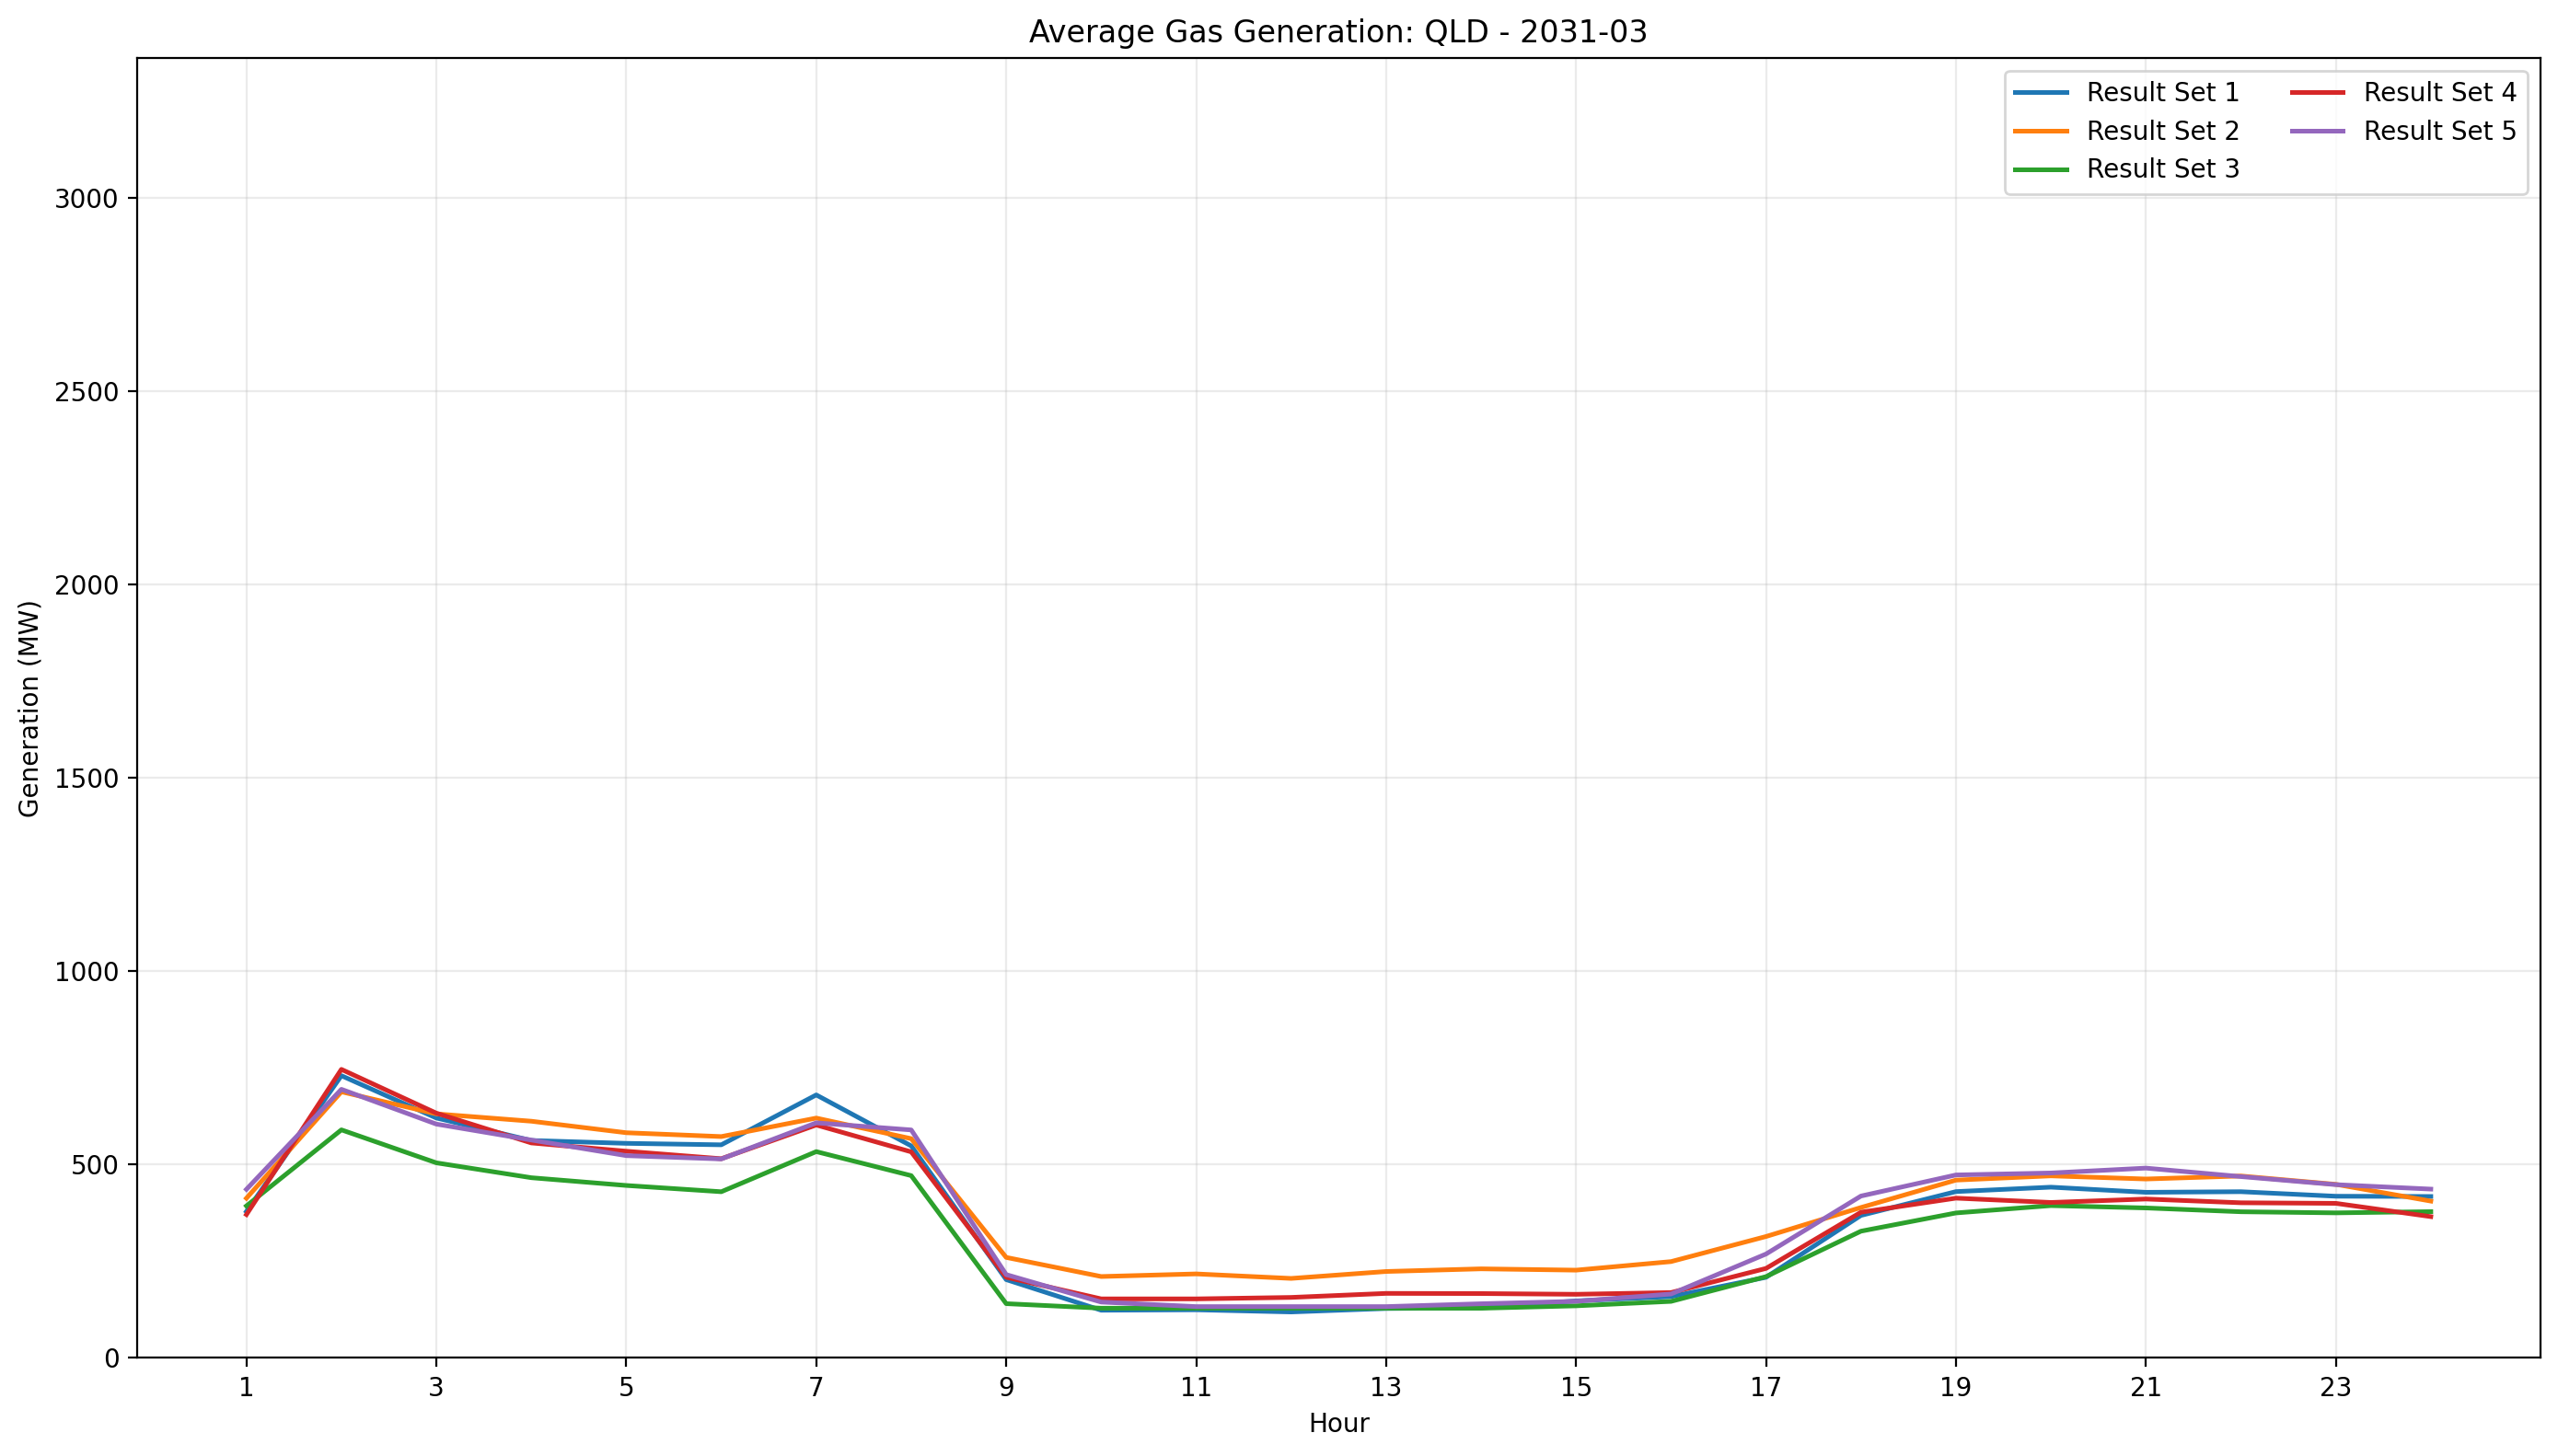 Average Gas Generation: QLD - 2031-03
Result Set 1
Result Set 2
Result Set 3
Result Set 4
Result Set 5
Generation (MW)
3000
2500
2000
1500
1000
500
0
1 3 5 7 9 11 13 15 17 19 21 23
Hour